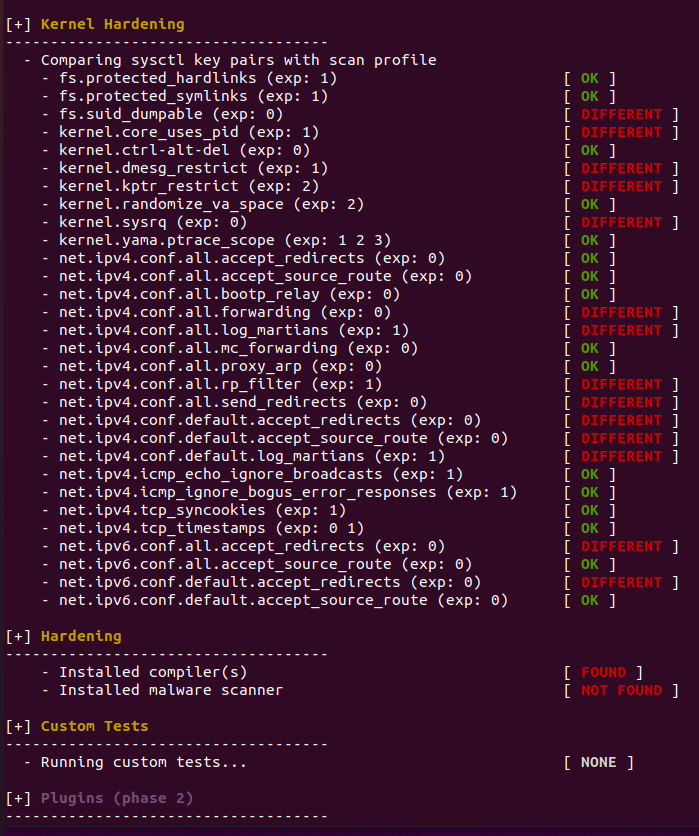 [+] Kernel Hardening
------------------------------------
  - Comparing sysctl key pairs with scan profile
    - fs.protected_hardlinks (exp: 1)                         [ OK ]
    - fs.protected_symlinks (exp: 1)                          [ OK ]
    - fs.suid_dumpable (exp: 0)                               [ DIFFERENT ]
    - kernel.core_uses_pid (exp: 1)                           [ DIFFERENT ]
    - kernel.ctrl-alt-del (exp: 0)                            [ OK ]
    - kernel.dmesg_restrict (exp: 1)                          [ DIFFERENT ]
    - kernel.kptr_restrict (exp: 2)                           [ DIFFERENT ]
    - kernel.randomize_va_space (exp: 2)                      [ OK ]
    - kernel.sysrq (exp: 0)                                   [ DIFFERENT ]
    - kernel.yama.ptrace_scope (exp: 1 2 3)                   [ OK ]
    - net.ipv4.conf.all.accept_redirects (exp: 0)             [ OK ]
    - net.ipv4.conf.all.accept_source_route (exp: 0)          [ OK ]
    - net.ipv4.conf.all.bootp_relay (exp: 0)                  [ OK ]
    - net.ipv4.conf.all.forwarding (exp: 0)                   [ DIFFERENT ]
    - net.ipv4.conf.all.log_martians (exp: 1)                 [ DIFFERENT ]
    - net.ipv4.conf.all.mc_forwarding (exp: 0)                [ OK ]
    - net.ipv4.conf.all.proxy_arp (exp: 0)                    [ OK ]
    - net.ipv4.conf.all.rp_filter (exp: 1)                    [ DIFFERENT ]
    - net.ipv4.conf.all.send_redirects (exp: 0)               [ DIFFERENT ]
    - net.ipv4.conf.default.accept_redirects (exp: 0)         [ DIFFERENT ]
    - net.ipv4.conf.default.accept_source_route (exp: 0)      [ DIFFERENT ]
    - net.ipv4.conf.default.log_martians (exp: 1)             [ DIFFERENT ]
    - net.ipv4.icmp_echo_ignore_broadcasts (exp: 1)           [ OK ]
    - net.ipv4.icmp_ignore_bogus_error_responses (exp: 1)     [ OK ]
    - net.ipv4.tcp_syncookies (exp: 1)                        [ OK ]
    - net.ipv4.tcp_timestamps (exp: 0 1)                      [ OK ]
    - net.ipv6.conf.all.accept_redirects (exp: 0)             [ DIFFERENT ]
    - net.ipv6.conf.all.accept_source_route (exp: 0)          [ OK ]
    - net.ipv6.conf.default.accept_redirects (exp: 0)         [ DIFFERENT ]
    - net.ipv6.conf.default.accept_source_route (exp: 0)      [ OK ]

[+] Hardening
------------------------------------
    - Installed compiler(s)                                   [ FOUND ]
    - Installed malware scanner                               [ NOT FOUND ]

[+] Custom Tests
------------------------------------
  - Running custom tests...                                   [ NONE ]

[+] Plugins (phase 2)
------------------------------------